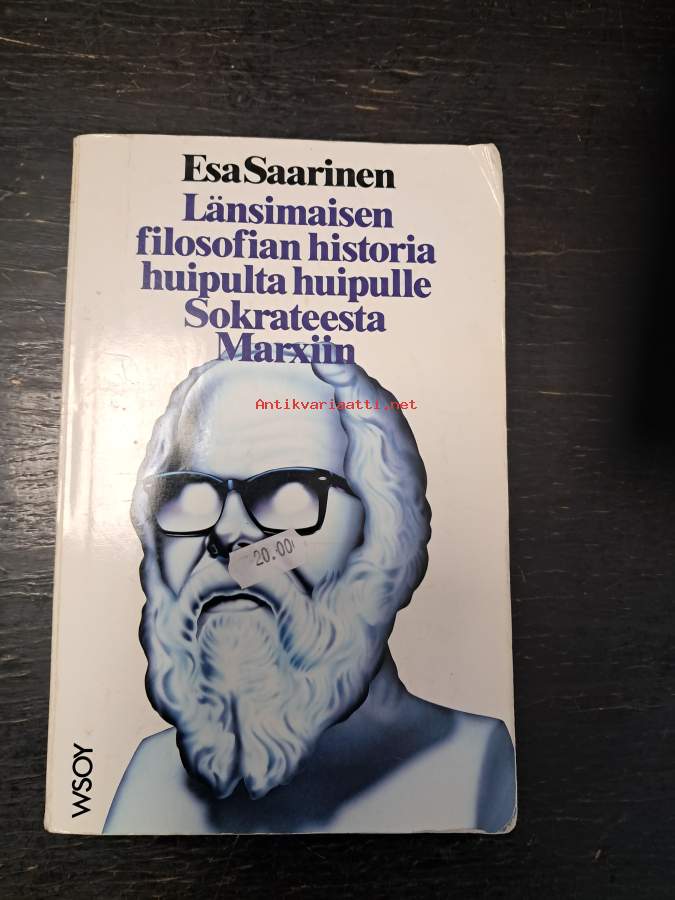 Esa Saarinen
Länsimaisen
filosofian historia
huipulta huipulle
Sokrateesta
Marxiin
Antikvariaatti.net
20.00
WSOY